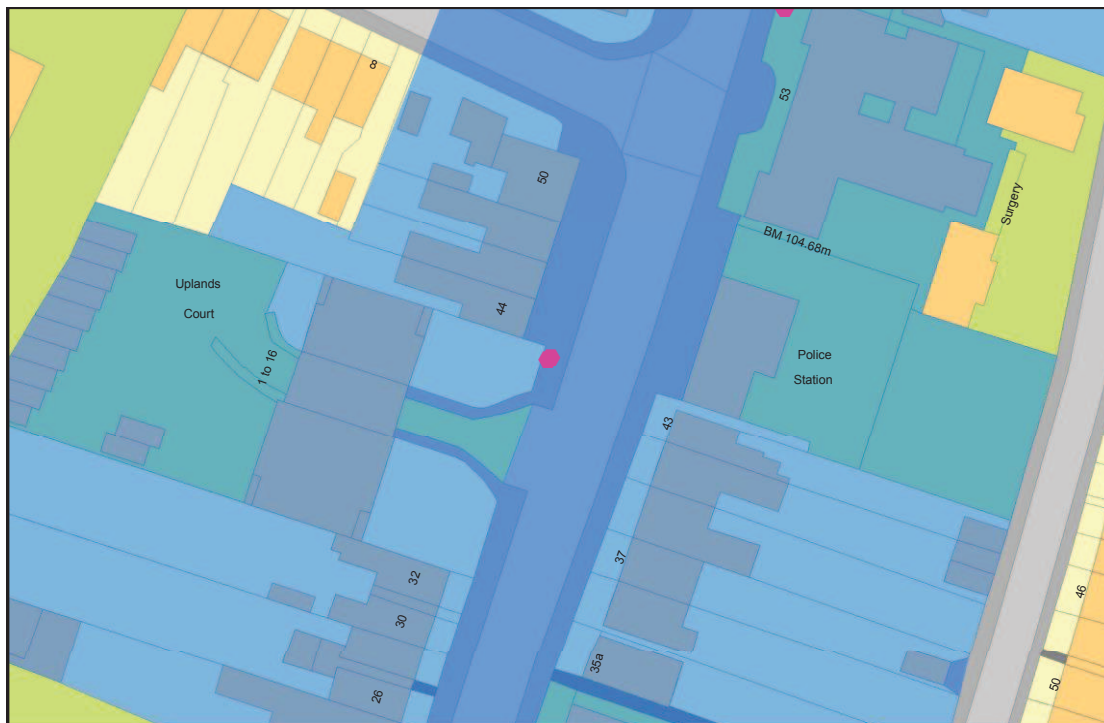 8
53
50
Surgery
BM 104.68m
Uplands
Court
44
1 to 16
Police
Station
43
37
32
46
30
35a
50
26